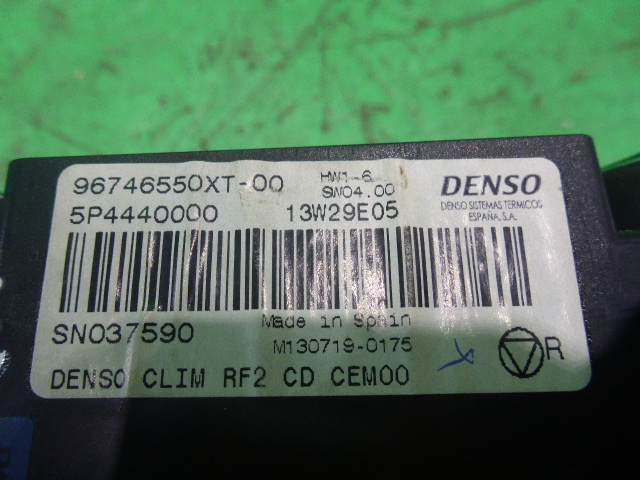 96746550XT-00
HW1-6
SW04.00
DENSO
DENSO SISTEMAS TERMICOS
ESPAÑA, S.A.
5P4440000
13W29E05
SN037590
Made in Spain
M130719-0175
R
DENSO CLIM RF2 CD CEM00